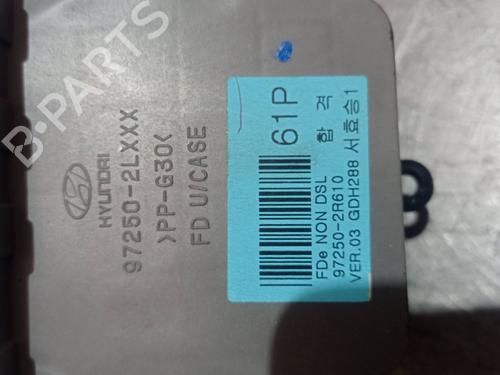 HYUNDAI
97250-2LXXX
>PP-G30<
FD U/CASE
61P
합 격
FDe NON DSL
97250-2R610
VER.03 GDH288 서효승1
B-PARTS